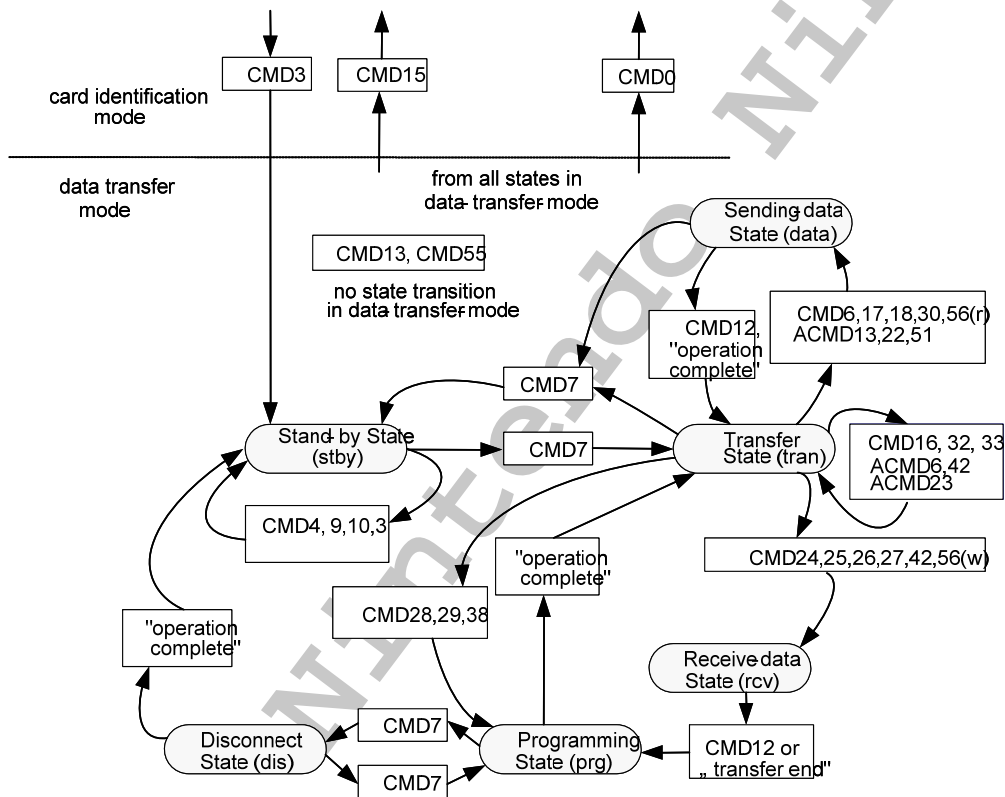 CMD3
CMD15
CMD0
card identification
mode
data transfer
mode
from all states in
data-transfer-mode
Sending-data
State (data)
CMD13, CMD55
no state transition
in data-transfer-mode
CMD12,
"operation
complete"
CMD6,17,18,30,56(r)
ACMD13,22,51
CMD7
Stand-by State
(stby)
CMD7
Transfer
State (tran)
CMD16, 32, 33
ACMD6,42
ACMD23
CMD4, 9,10,3
"operation
complete"
CMD24,25,26,27,42,56(w)
CMD28,29,38
"operation
complete"
Receive-data
State (rcv)
CMD7
Disconnect
State (dis)
Programming
State (prg)
CMD12 or
„ transfer end"
CMD7
Nintendo Ni